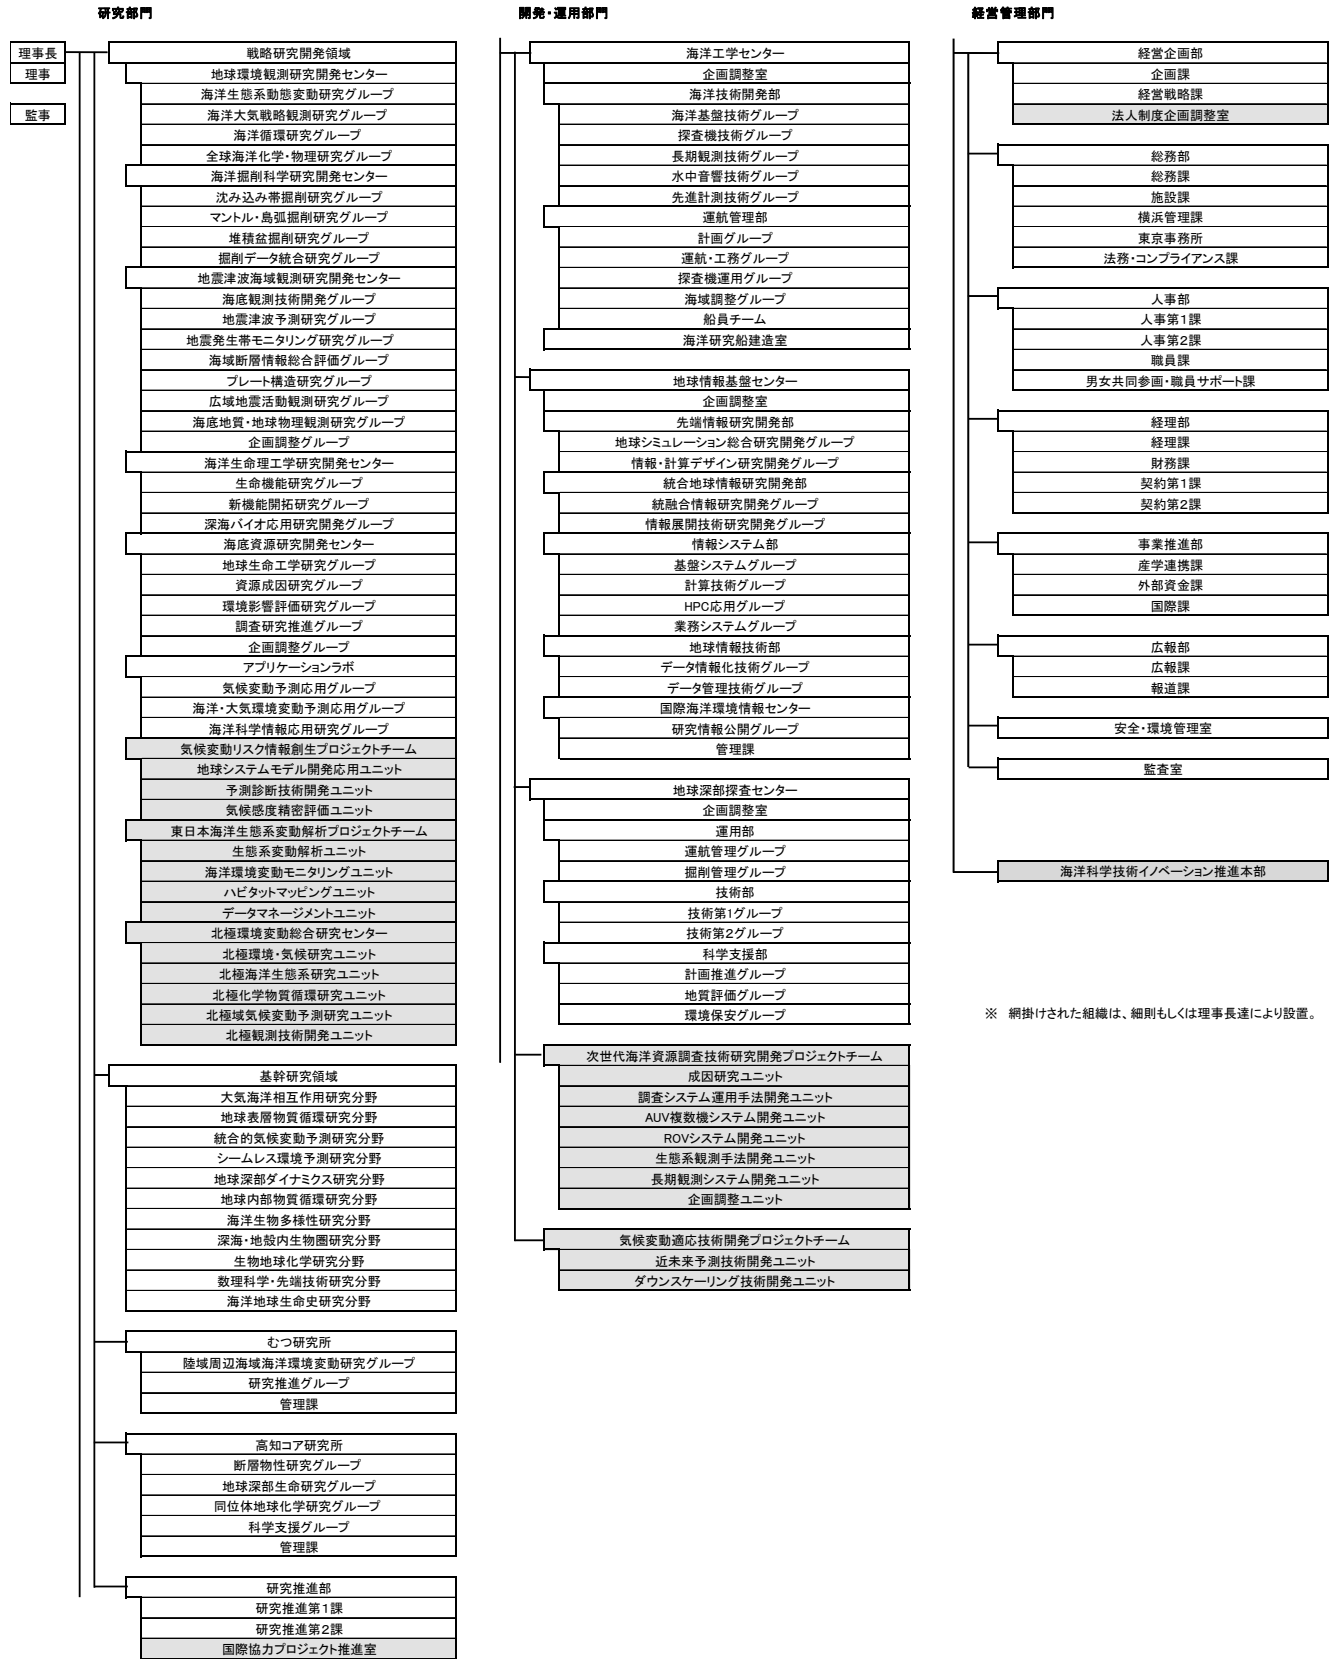 研究部門
理事長
理事
監事
戦略研究開発領域
地球環境観測研究開発センター
海洋生態系動態変動研究グループ
海洋大気戦略観測研究グループ
海洋循環研究グループ
全球海洋化学・物理研究グループ
海洋掘削科学研究開発センター
沈み込み帯掘削研究グループ
マントル・島弧掘削研究グループ
堆積盆掘削研究グループ
掘削データ統合研究グループ
地震津波海域観測研究開発センター
海底観測技術開発グループ
地震津波予測研究グループ
地震発生帯モニタリング研究グループ
海域断層情報総合評価グループ
プレート構造研究グループ
広域地震活動観測研究グループ
海底地質・地球物理観測研究グループ
企画調整グループ
海洋生命理工学研究開発センター
生命機能研究グループ
新機能開拓研究グループ
深海バイオ応用研究開発グループ
海底資源研究開発センター
地球生命工学研究グループ
資源成因研究グループ
環境影響評価研究グループ
調査研究推進グループ
企画調整グループ
アプリケーションラボ
気候変動予測応用グループ
海洋・大気環境変動予測応用グループ
海洋科学情報応用研究グループ
気候変動リスク情報創生プロジェクトチーム
地球システムモデル開発応用ユニット
予測診断技術開発ユニット
気候感度精密評価ユニット
東日本海洋生態系変動解析プロジェクトチーム
生態系変動解析ユニット
海洋環境変動モニタリングユニット
ハビタットマッピングユニット
データマネージメントユニット
北極環境変動総合研究センター
北極環境・気候研究ユニット
北極海洋生態系研究ユニット
北極化学物質循環研究ユニット
北極域気候変動予測研究ユニット
北極観測技術開発ユニット
基幹研究領域
大気海洋相互作用研究分野
地球表層物質循環研究分野
統合的気候変動予測研究分野
シームレス環境予測研究分野
地球深部ダイナミクス研究分野
地球内部物質循環研究分野
海洋生物多様性研究分野
深海・地殻内生物圏研究分野
生物地球化学研究分野
数理科学・先端技術研究分野
海洋地球生命史研究分野
むつ研究所
陸域周辺海域海洋環境変動研究グループ
研究推進グループ
管理課
高知コア研究所
断層物性研究グループ
地球深部生命研究グループ
同位体地球化学研究グループ
科学支援グループ
管理課
研究推進部
研究推進第1課
研究推進第2課
国際協力プロジェクト推進室
開発・運用部門
海洋工学センター
企画調整室
海洋技術開発部
海洋基盤技術グループ
探査機技術グループ
長期観測技術グループ
水中音響技術グループ
先進計測技術グループ
運航管理部
計画グループ
運航・工務グループ
探査機運用グループ
海域調整グループ
船員チーム
海洋研究船建造室
地球情報基盤センター
企画調整室
先端情報研究開発部
地球シミュレーション総合研究開発グループ
情報・計算デザイン研究開発グループ
統合地球情報研究開発部
統融合情報研究開発グループ
情報展開技術研究開発グループ
情報システム部
基盤システムグループ
計算技術グループ
HPC応用グループ
業務システムグループ
地球情報技術部
データ情報化技術グループ
データ管理技術グループ
国際海洋環境情報センター
研究情報公開グループ
管理課
地球深部探査センター
企画調整室
運用部
運航管理グループ
掘削管理グループ
技術部
技術第1グループ
技術第2グループ
科学支援部
計画推進グループ
地質評価グループ
環境保安グループ
次世代海洋資源調査技術研究開発プロジェクトチーム
成因研究ユニット
調査システム運用手法開発ユニット
AUV複数機システム開発ユニット
ROVシステム開発ユニット
生態系観測手法開発ユニット
長期観測システム開発ユニット
企画調整ユニット
気候変動適応技術開発プロジェクトチーム
近未来予測技術開発ユニット
ダウンスケーリング技術開発ユニット
経営管理部門
経営企画部
企画課
経営戦略課
法人制度企画調整室
総務部
総務課
施設課
横浜管理課
東京事務所
法務・コンプライアンス課
人事部
人事第1課
人事第2課
職員課
男女共同参画・職員サポート課
経理部
経理課
財務課
契約第1課
契約第2課
事業推進部
産学連携課
外部資金課
国際課
広報部
広報課
報道課
安全・環境管理室
監査室
海洋科学技術イノベーション推進本部
※ 網掛けされた組織は、細則もしくは理事長達により設置。